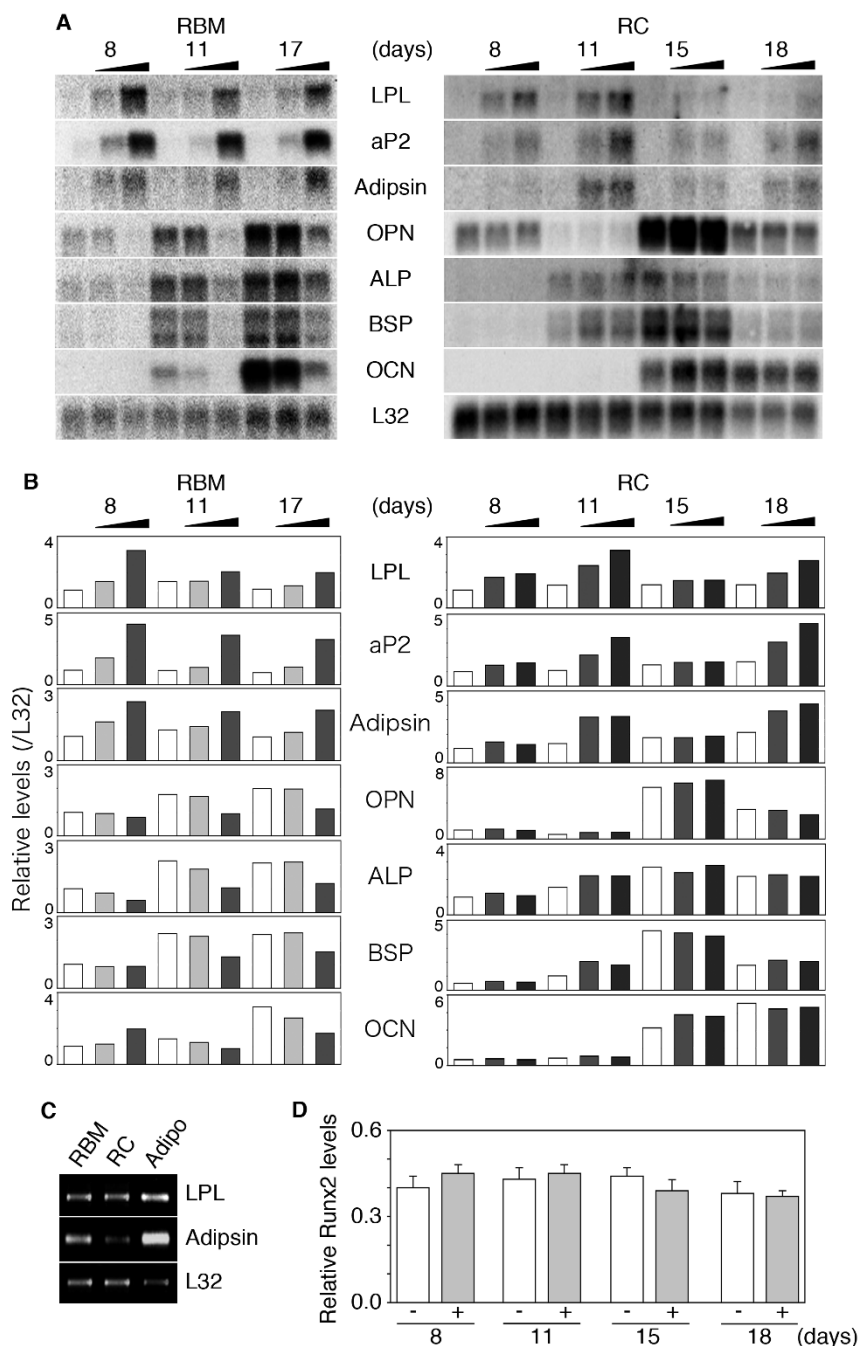 A
RBM
RC
8 11 17 (days) 8 11 15 18
LPL
aP2
Adipsin
OPN
ALP
BSP
OCN
L32
B
RBM
RC
8 11 17 (days) 8 11 15 18
Relative levels (/L32)
4 LPL 4
0 0
5 aP2 5
0 0
3 Adipsin 5
0 0
3 OPN 8
0 0
3 ALP 4
0 0
3 BSP 5
0 0
4 OCN 6
0 0
C
RBM RC Adipo
LPL
Adipsin
L32
D
Relative Runx2 levels
0.6
0.3
0.0
- + - + - + - +
8 11 15 18 (days)